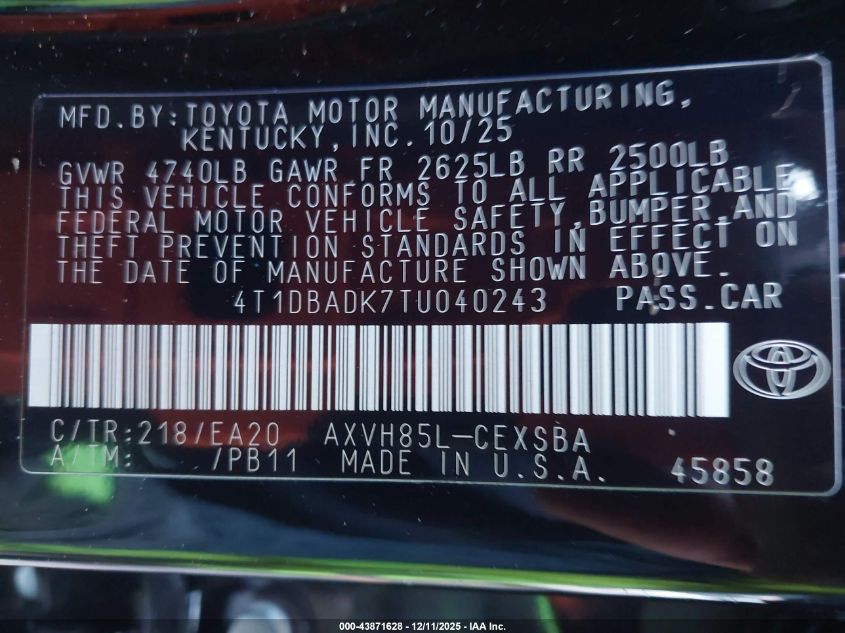 MFD.BY:TOYOTA MOTOR MANUFACTURING,
KENTUCKY,INC.10/25
GVWR 4740LB GAWR FR 2625LB RR 2500LB
THIS VEHICLE CONFORMS TO ALL APPLICABLE
FEDERAL MOTOR VEHICLE SAFETY,BUMPER,AND
THEFT PREVENTION STANDARDS IN EFFECT ON
THE DATE OF MANUFACTURE SHOWN ABOVE.
4T1DBADK7TU040243 PASS.CAR
C/TR:218/EA20 AXVH85L-CEXSBA
A/TM: /PB11 MADE IN U.S.A. 45858
000-43871628 - 12/11/2025 - IAA Inc.